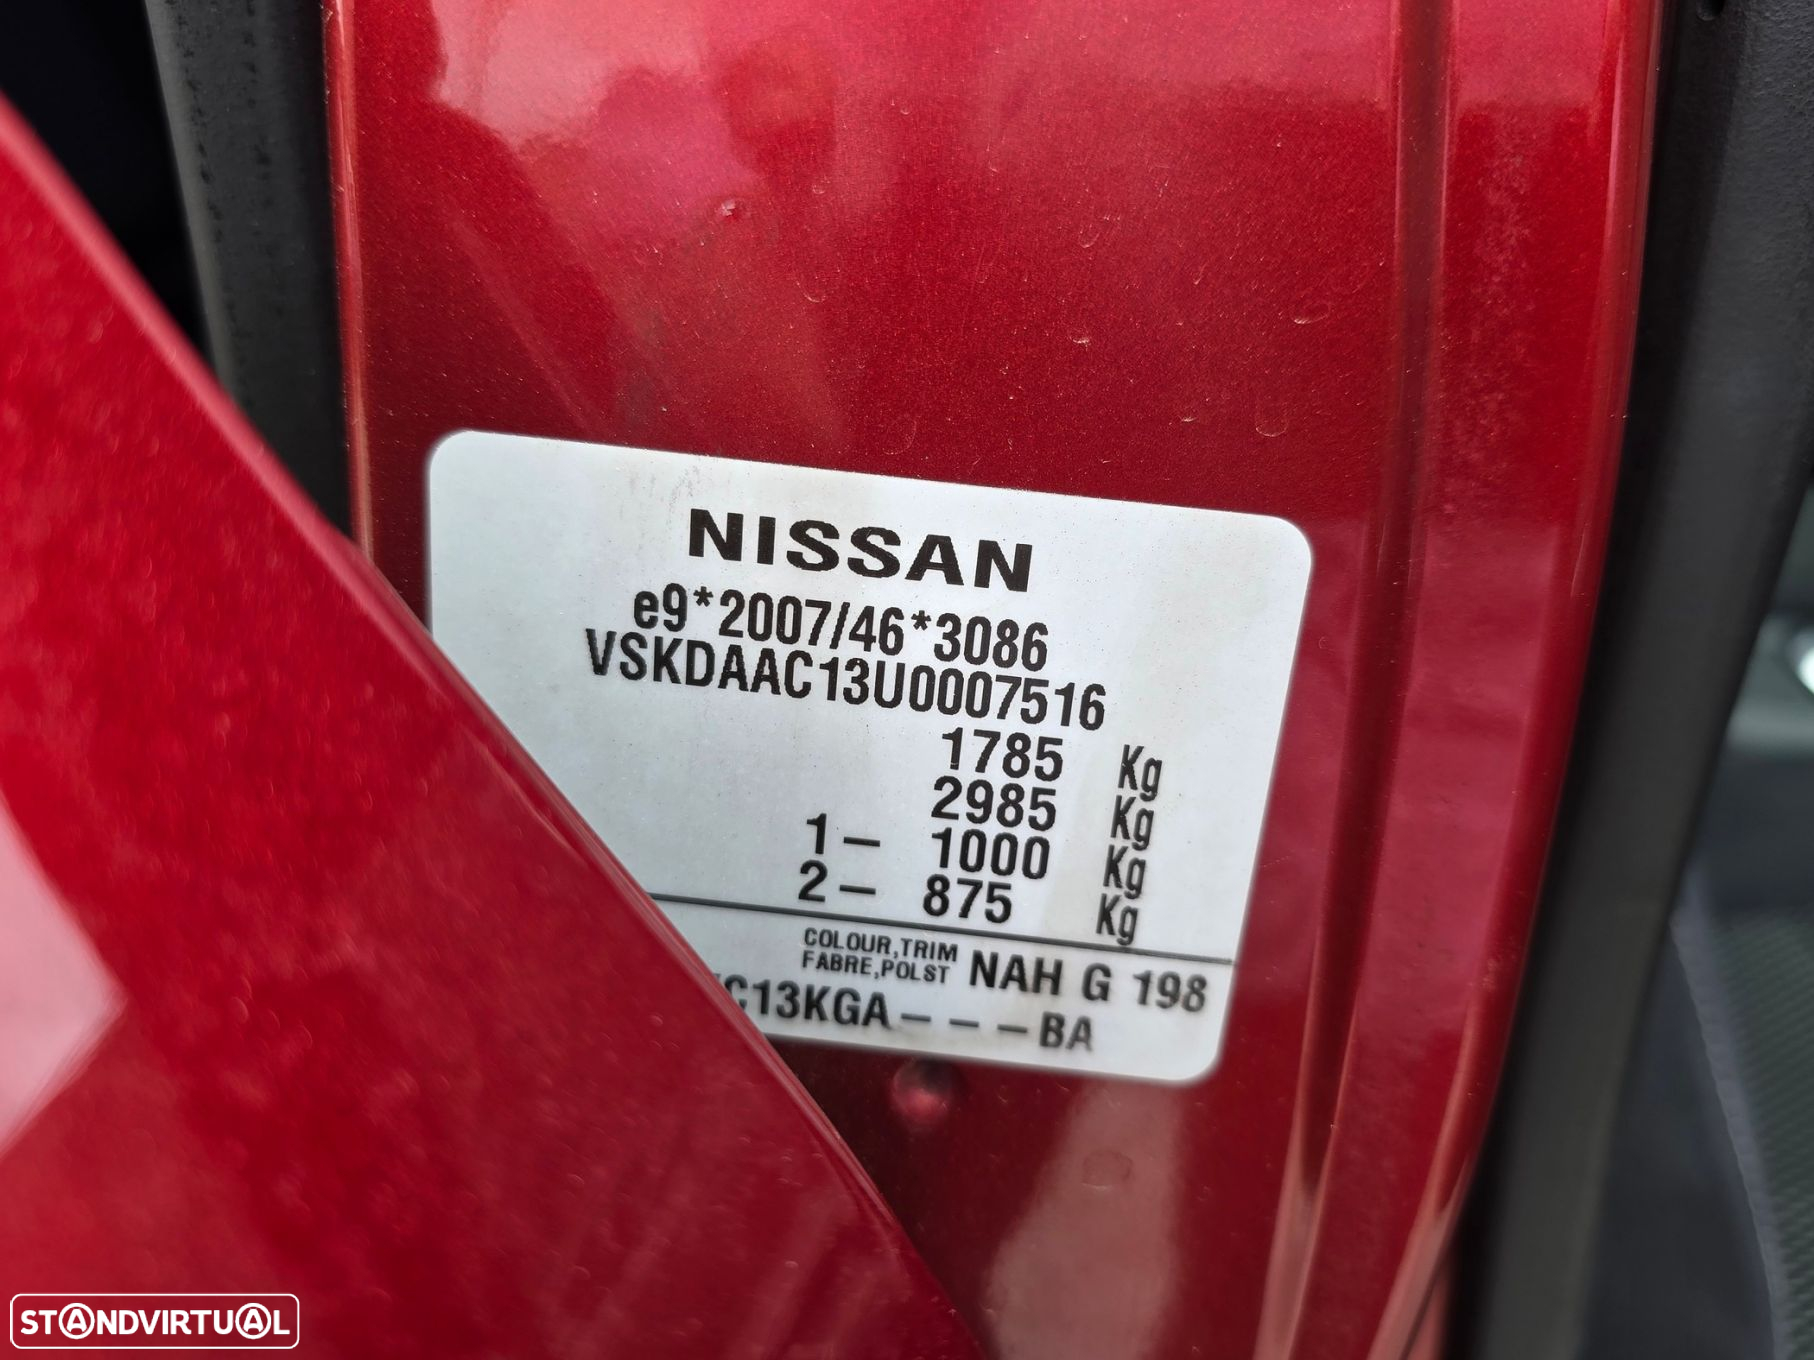 NISSAN
e9*2007/46*3086
VSKDAAC13U0007516
1785 Kg
2985 Kg
1- 1000 Kg
2- 875 Kg
COLOUR,TRIM
FABRE,POLST NAH G 198
C13KGA---BA
STANDVIRTUAL